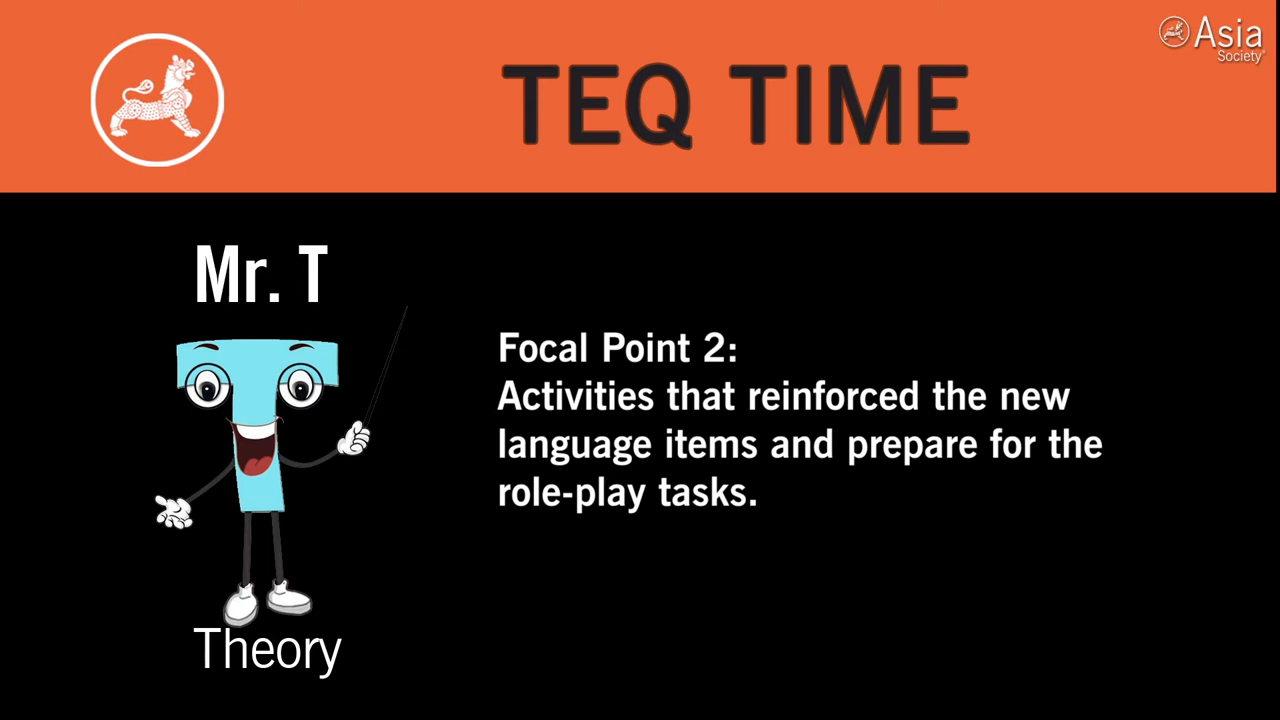 Asia
Society
TEQ TIME
Mr. T
Focal Point 2:
Activities that reinforced the new
language items and prepare for the
role-play tasks.
Theory